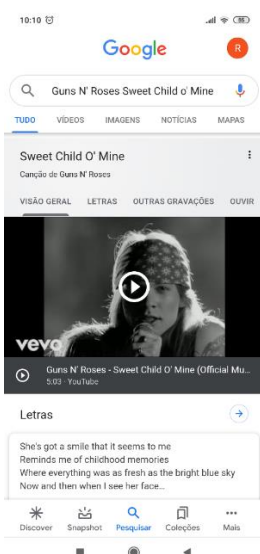 10:10
38
Google
R
Guns N' Roses Sweet Child o' Mine
TUDO VÍDEOS IMAGENS NOTÍCIAS MAPAS
Sweet Child O' Mine
Canção de Guns N' Roses
VISÃO GERAL LETRAS OUTRAS GRAVAÇÕES OUVIR
vevo
Guns N' Roses - Sweet Child O' Mine (Official Mu...
5:03 · YouTube
Letras
She's got a smile that it seems to me
Reminds me of childhood memories
Where everything was as fresh as the bright blue sky
Now and then when I see her face...
Discover Snapshot Pesquisar Coleções Mais